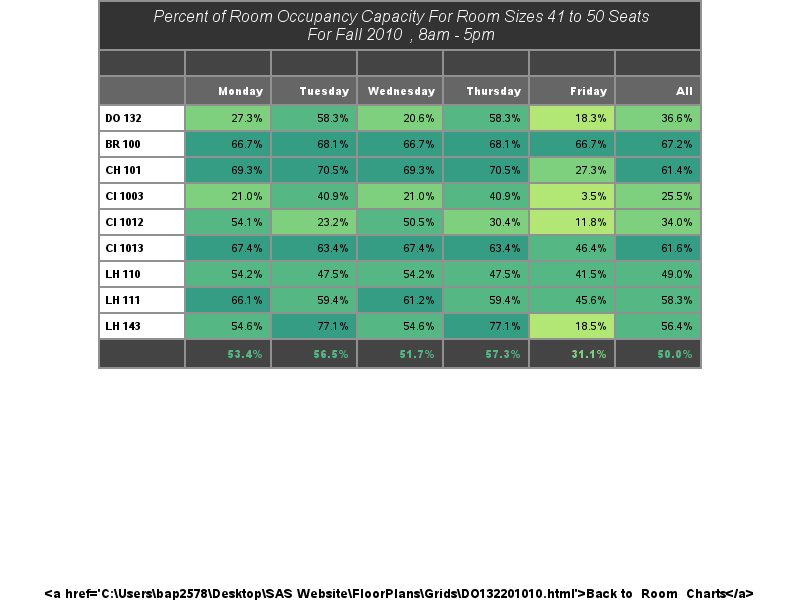 Percent of Room Occupancy Capacity For Room Sizes 41 to 50 Seats
For Fall 2010 , 8am - 5pm
Monday Tuesday Wednesday Thursday Friday All
DO 132 27.3% 58.3% 20.6% 58.3% 18.3% 36.6%
BR 100 66.7% 68.1% 66.7% 68.1% 66.7% 67.2%
CH 101 69.3% 70.5% 69.3% 70.5% 27.3% 61.4%
CI 1003 21.0% 40.9% 21.0% 40.9% 3.5% 25.5%
CI 1012 54.1% 23.2% 50.5% 30.4% 11.8% 34.0%
CI 1013 67.4% 63.4% 67.4% 63.4% 46.4% 61.6%
LH 110 54.2% 47.5% 54.2% 47.5% 41.5% 49.0%
LH 111 66.1% 59.4% 61.2% 59.4% 45.6% 58.3%
LH 143 54.6% 77.1% 54.6% 77.1% 18.5% 56.4%
53.4% 56.5% 51.7% 57.3% 31.1% 50.0%
<a href='C:\Users\bap2578\Desktop\SAS Website\FloorPlans\Grids\DO132201010.html'>Back to Room Charts</a>